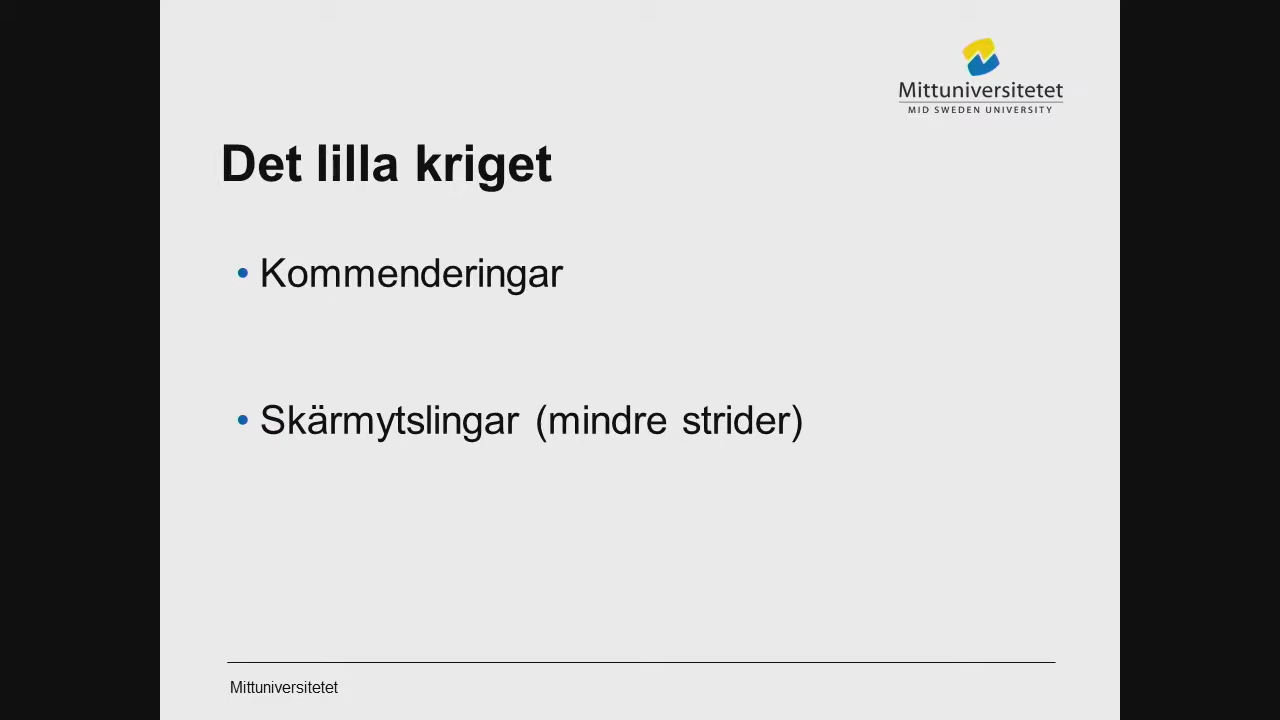 Mittuniversitetet
MID SWEDEN UNIVERSITY
Det lilla kriget
• Kommenderingar
• Skärmytslingar (mindre strider)
Mittuniversitetet